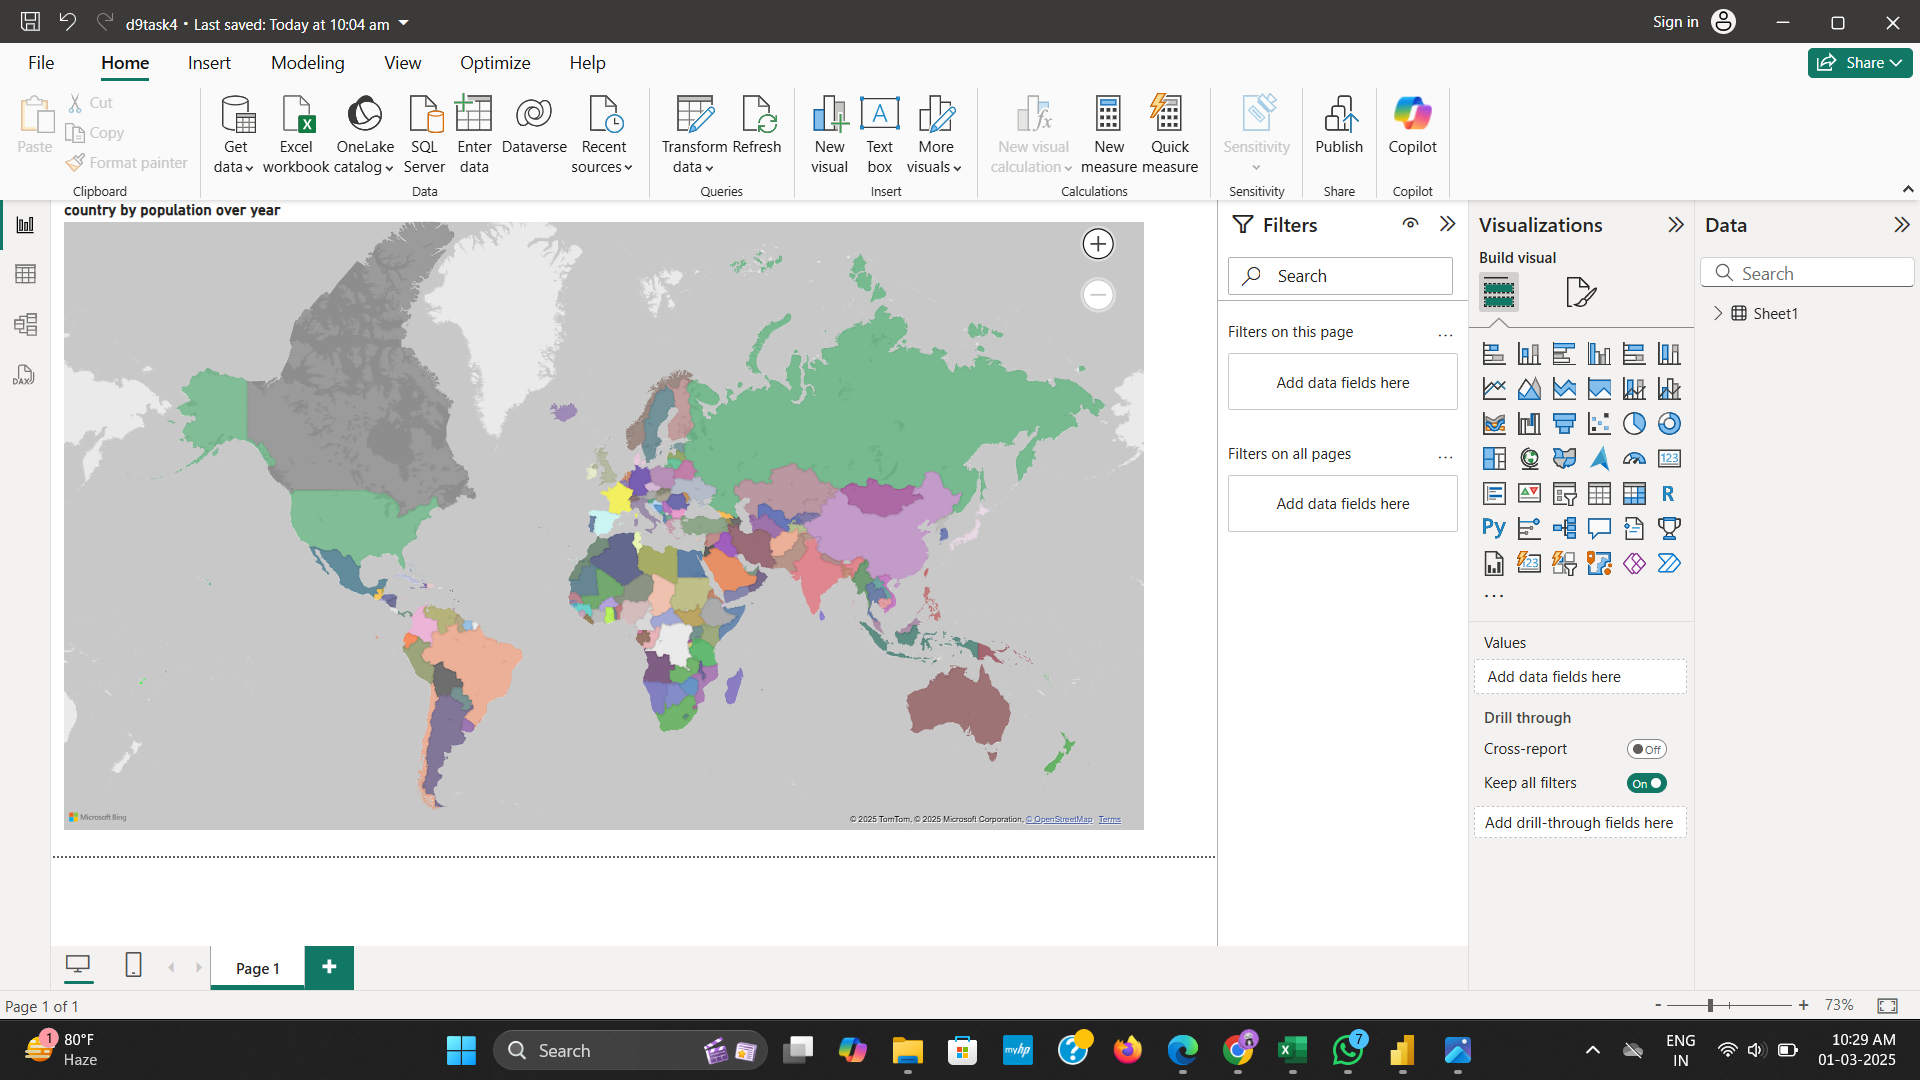 d9task4 • Last saved: Today at 10:04 am
Sign in
File Home Insert Modeling View Optimize Help
Share
Paste
Cut
Copy
Format painter
Clipboard
Get data
Excel workbook
OneLake catalog
SQL Server
Enter data
Dataverse
Recent sources
Data
Transform data
Refresh
Queries
New visual
Text box
More visuals
Insert
New visual calculation
New measure
Quick measure
Calculations
Sensitivity
Sensitivity
Publish
Share
Copilot
Copilot
country by population over year
Microsoft Bing
© 2025 TomTom, © 2025 Microsoft Corporation, © OpenStreetMap Terms
Filters
Search
Filters on this page ...
Add data fields here
Filters on all pages ...
Add data fields here
Visualizations
Build visual
123
R
Py
123
...
Values
Add data fields here
Drill through
Cross-report Off
Keep all filters On
Add drill-through fields here
Data
Search
Sheet1
DAX
Page 1
+
Page 1 of 1
- + 73%
1
80°F
Haze
Search
myhp
7
ENG
IN
10:29 AM
01-03-2025